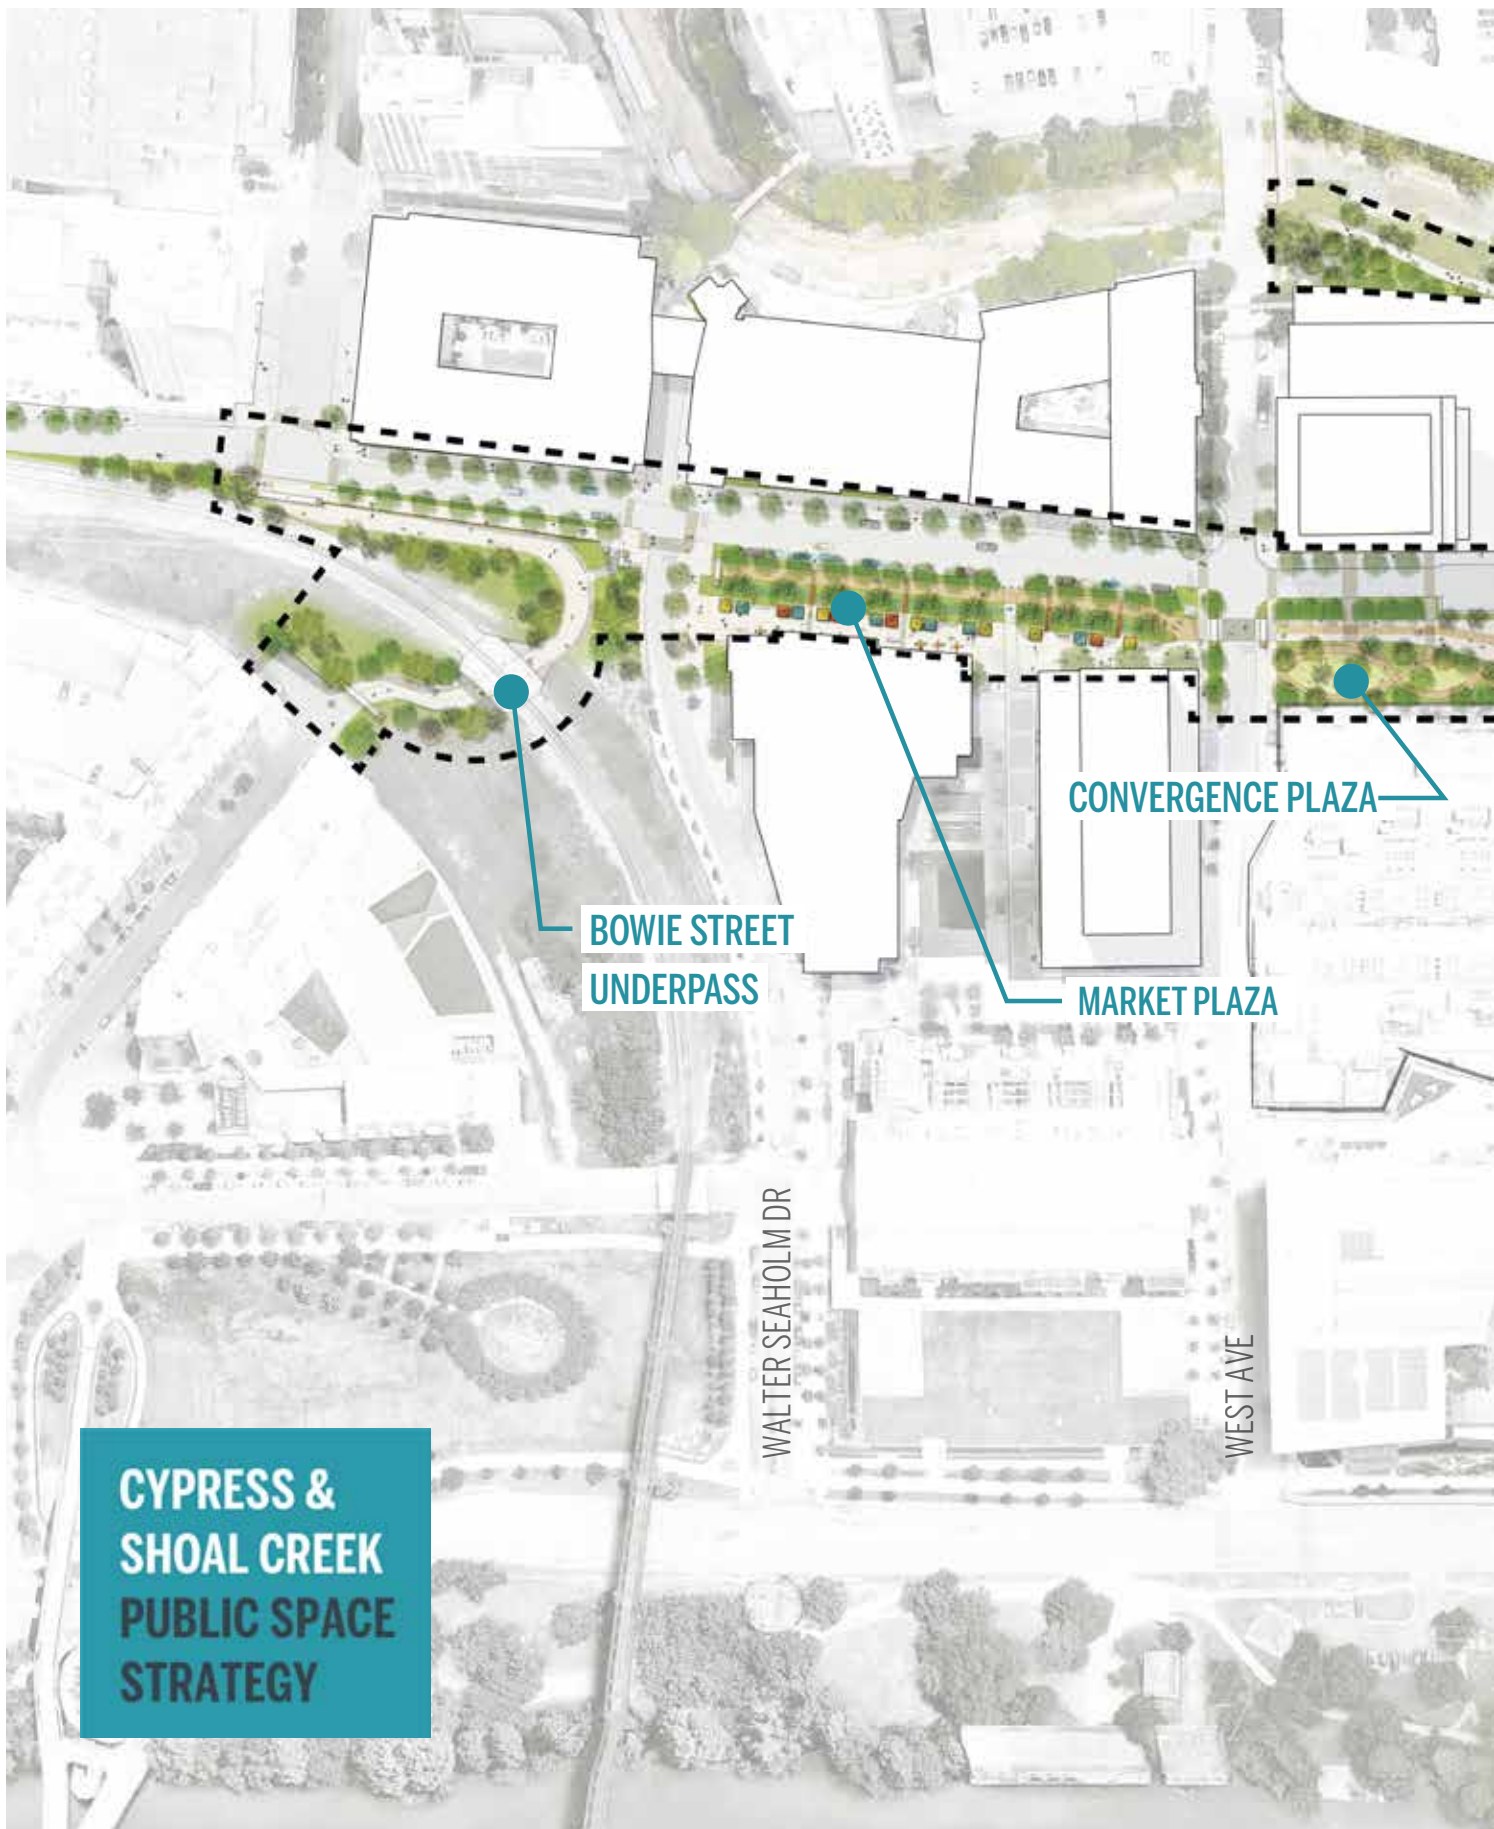 CONVERGENCE PLAZA
BOWIE STREET
UNDERPASS
MARKET PLAZA
WALTER SEAHOLM DR
WEST AVE
CYPRESS &
SHOAL CREEK
PUBLIC SPACE
STRATEGY